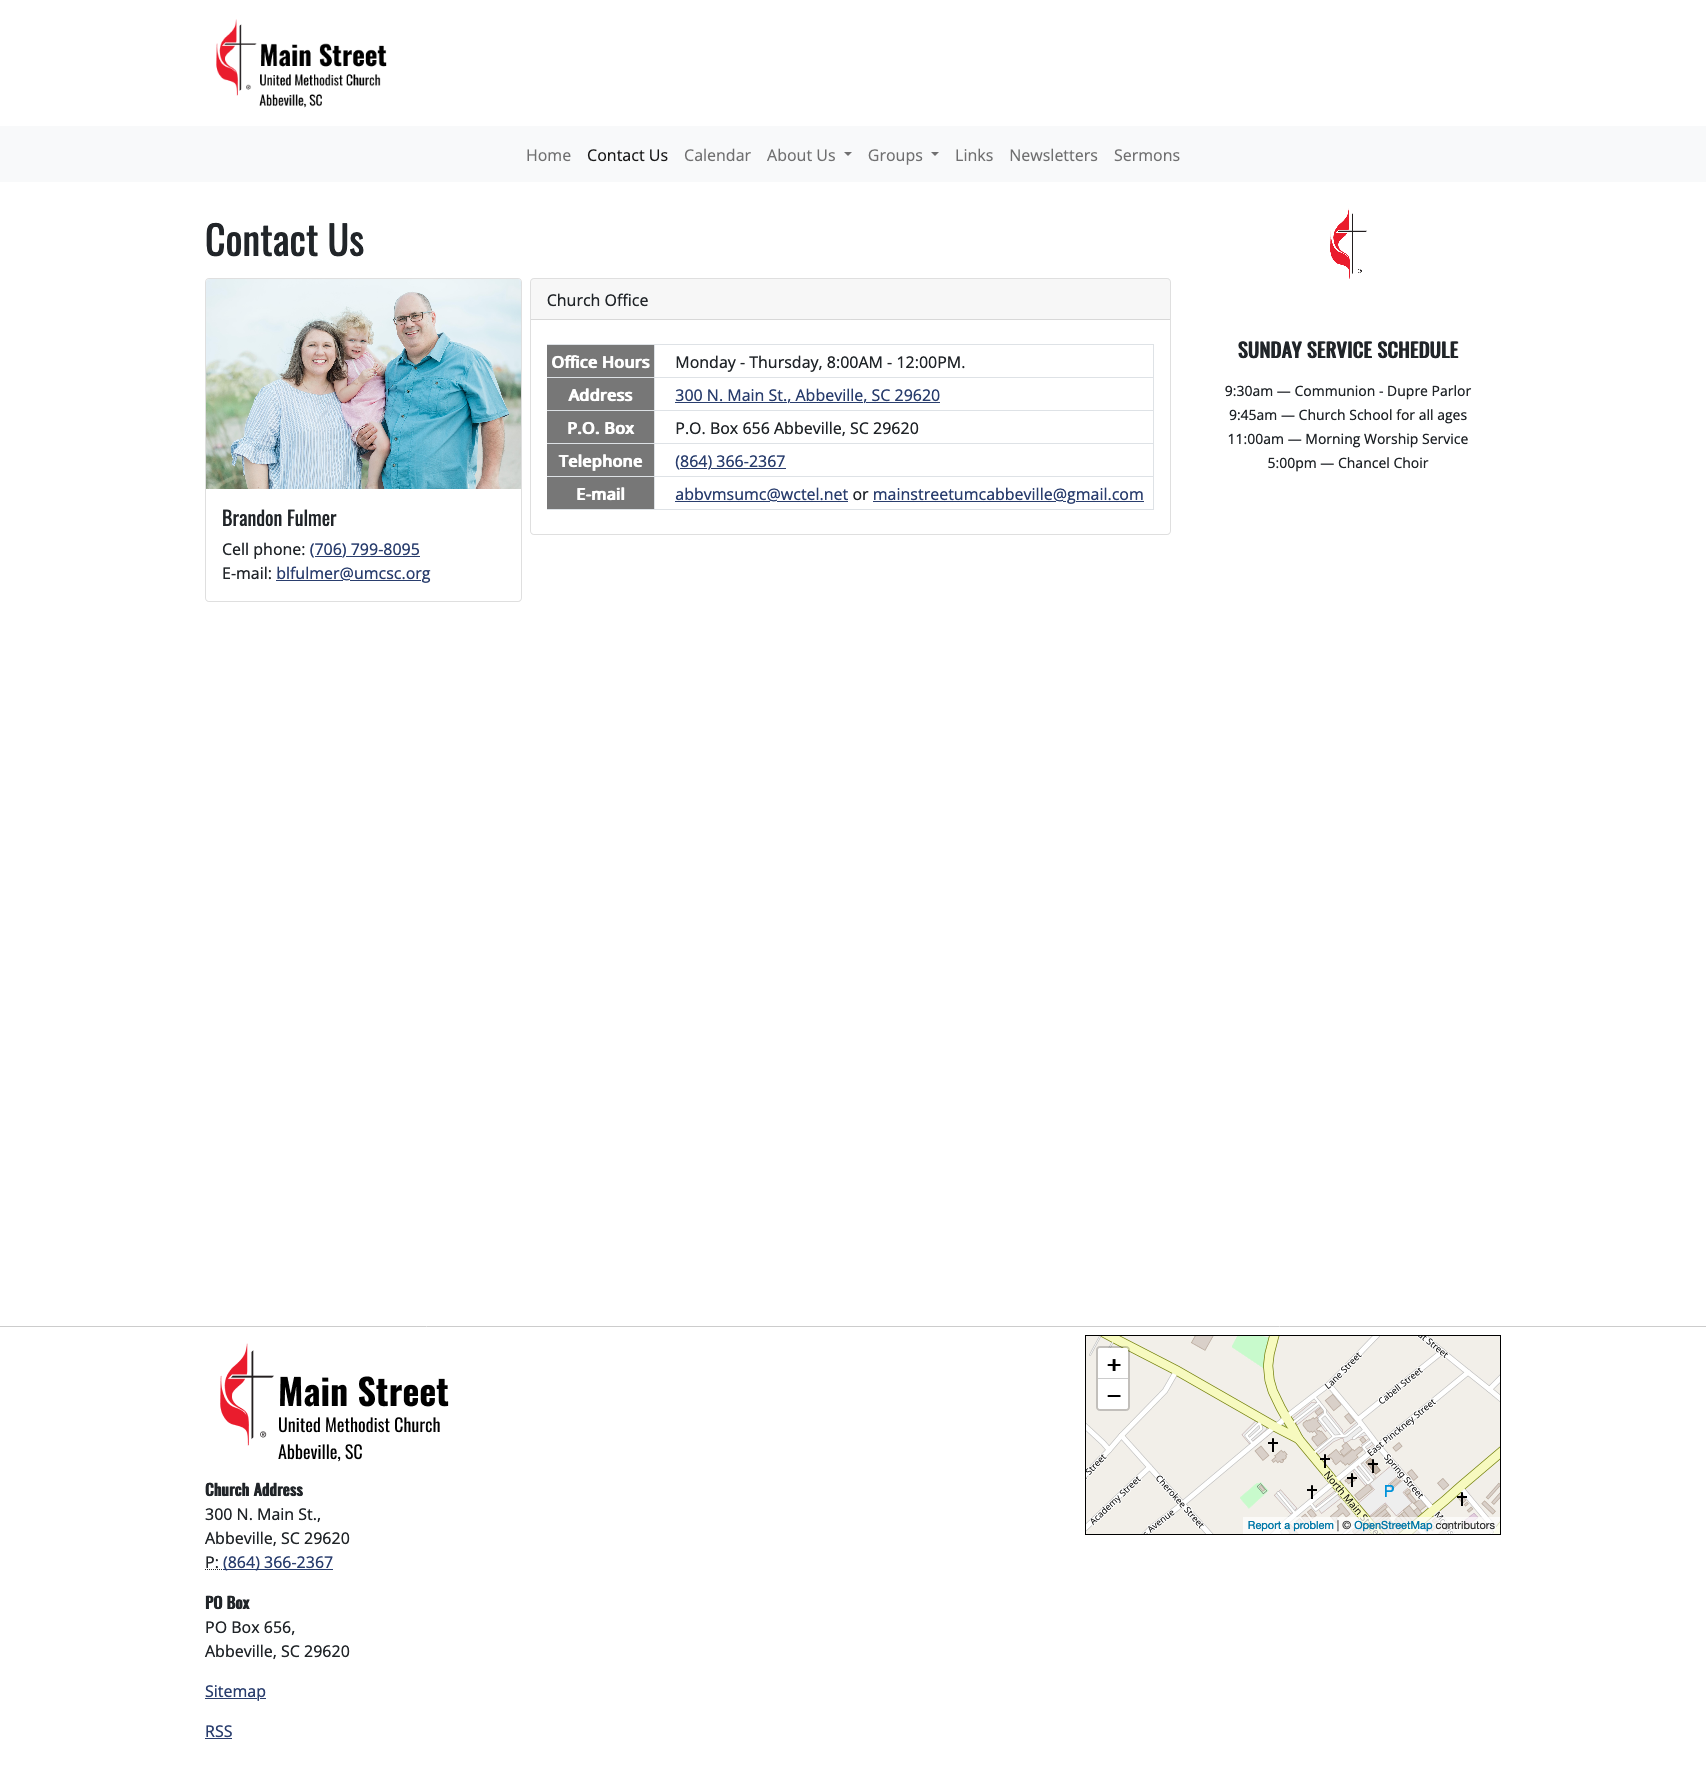 Main Street
United Methodist Church
Abbeville, SC
Home Contact Us Calendar About Us Groups Links Newsletters Sermons
Contact Us
Brandon Fulmer
Cell phone: (706) 799-8095
E-mail: blfulmer@umcsc.org
Church Office
Office Hours Monday - Thursday, 8:00AM - 12:00PM.
Address 300 N. Main St., Abbeville, SC 29620
P.O. Box P.O. Box 656 Abbeville, SC 29620
Telephone (864) 366-2367
E-mail abbvmsumc@wctel.net or mainstreetumcabbeville@gmail.com
SUNDAY SERVICE SCHEDULE
9:30am — Communion - Dupre Parlor
9:45am — Church School for all ages
11:00am — Morning Worship Service
5:00pm — Chancel Choir
Main Street
United Methodist Church
®
Abbeville, SC
Church Address
300 N. Main St.,
Abbeville, SC 29620
P: (864) 366-2367
PO Box
PO Box 656,
Abbeville, SC 29620
Sitemap
RSS
+
−
Street
Lane Street
Cabell Street
East Pinckney Street
Spring Street
North Main
Street
Academy Street
Cherokee Street
Avenue
P
Report a problem | © OpenStreetMap contributors